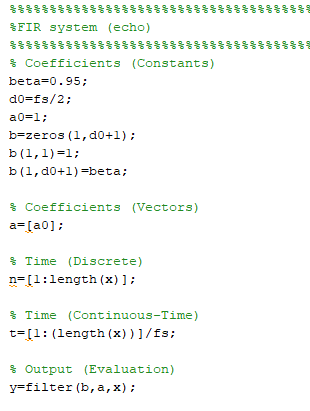 %%%%%%%%%%%%%%%%%%%%%%%%%%%%%%%%%%%%%%
%FIR system (echo)
%%%%%%%%%%%%%%%%%%%%%%%%%%%%%%%%%%%%%%
% Coefficients (Constants)
beta=0.95;
d0=fs/2;
a0=1;
b=zeros(1,d0+1);
b(1,1)=1;
b(1,d0+1)=beta;
% Coefficients (Vectors)
a=[a0];
% Time (Discrete)
n=[1:length(x)];
% Time (Continuous-Time)
t=[1:(length(x))]/fs;
% Output (Evaluation)
y=filter(b,a,x);